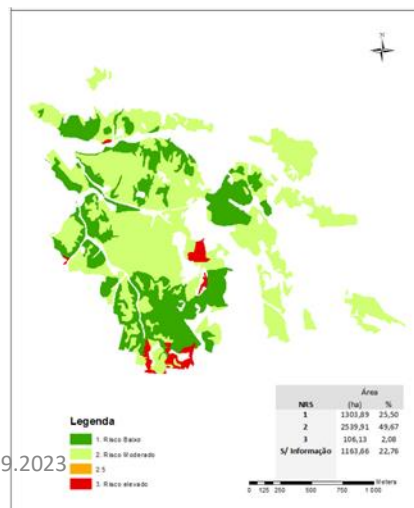 N
Área
NRS (ha) %
1 1303,89 25,50
2 2539,91 49,67
3 106,13 2,08
S/ Informação 1163,66 22,76
Legenda
1. Risco Baixo
2. Risco Moderado
2.5
3. Risco elevado
9.2023
Meters
0 125 250 500 750 1 000